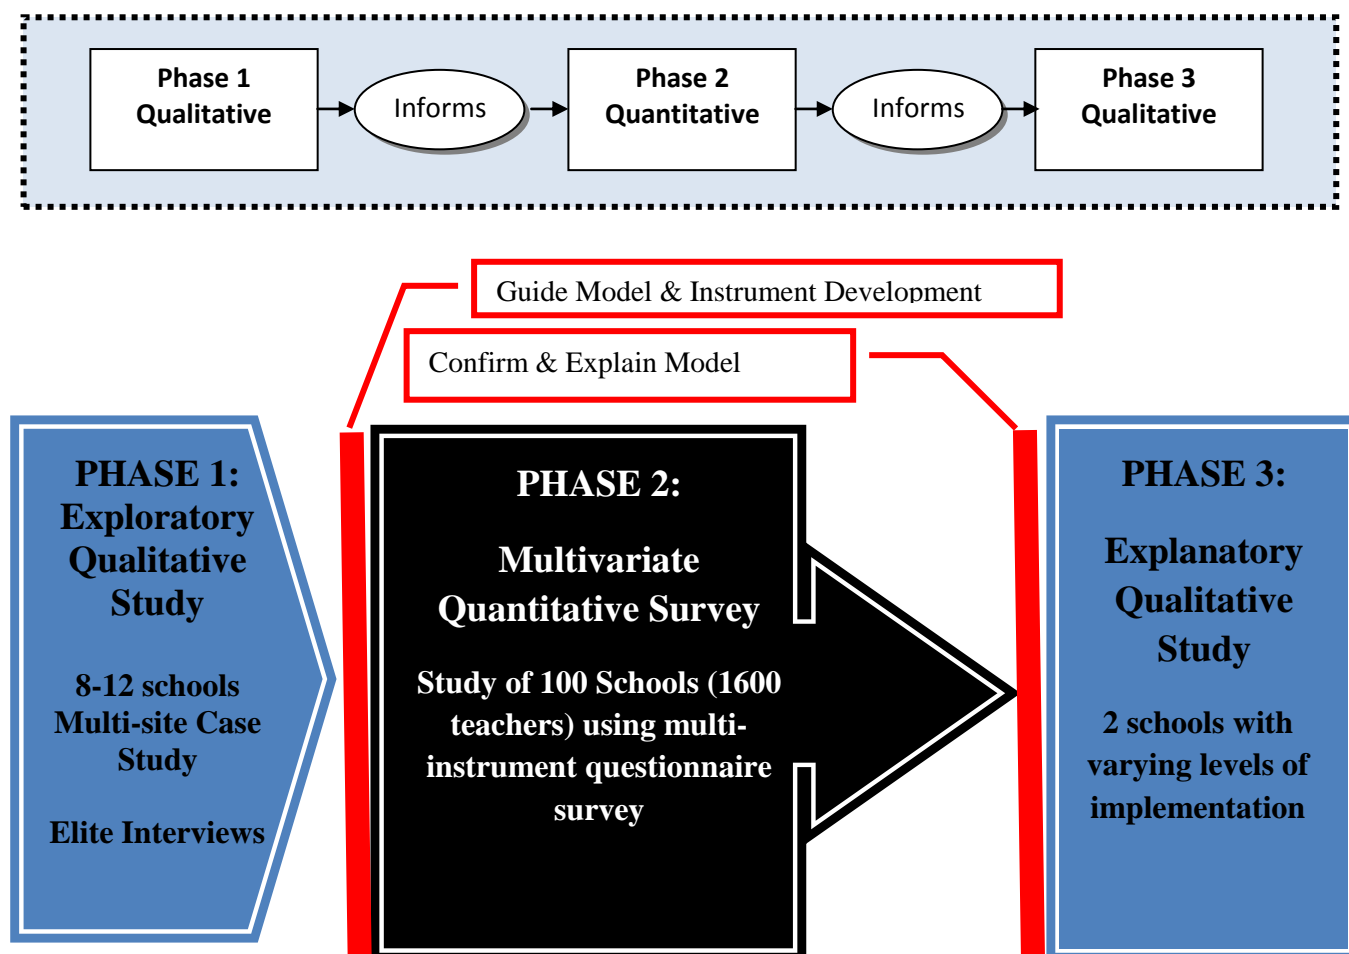 Phase 1
Qualitative
Informs
Phase 2
Quantitative
Informs
Phase 3
Qualitative
Guide Model & Instrument Development
Confirm & Explain Model
PHASE 1:
Exploratory
Qualitative
Study
8-12 schools
Multi-site Case
Study
Elite Interviews
PHASE 2:
Multivariate
Quantitative Survey
Study of 100 Schools (1600
teachers) using multi-
instrument questionnaire
survey
PHASE 3:
Explanatory
Qualitative
Study
2 schools with
varying levels of
implementation